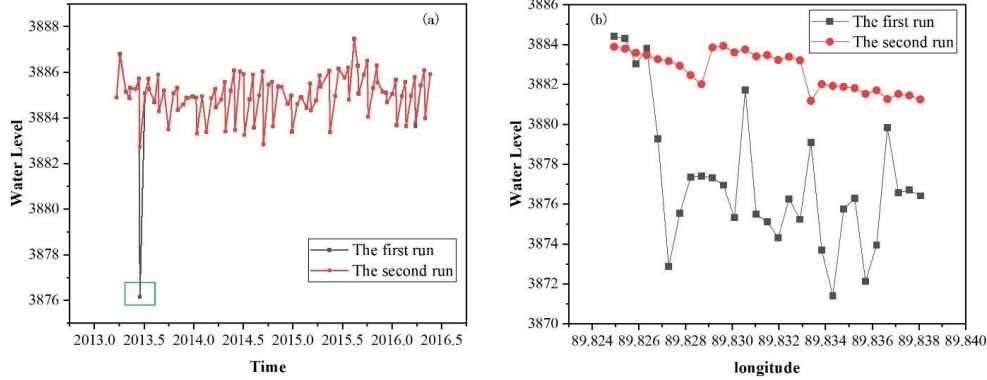 (a)
3888
3886
3884
3882
3880
3878
3876
Water Level
The first run
The second run
2013.0 2013.5 2014.0 2014.5 2015.0 2015.5 2016.0 2016.5
Time
(b)
3886
3884
3882
3880
3878
3876
3874
3872
3870
Water Level
The first run
The second run
89.824 89.826 89.828 89.830 89.832 89.834 89.836 89.838 89.840
longitude